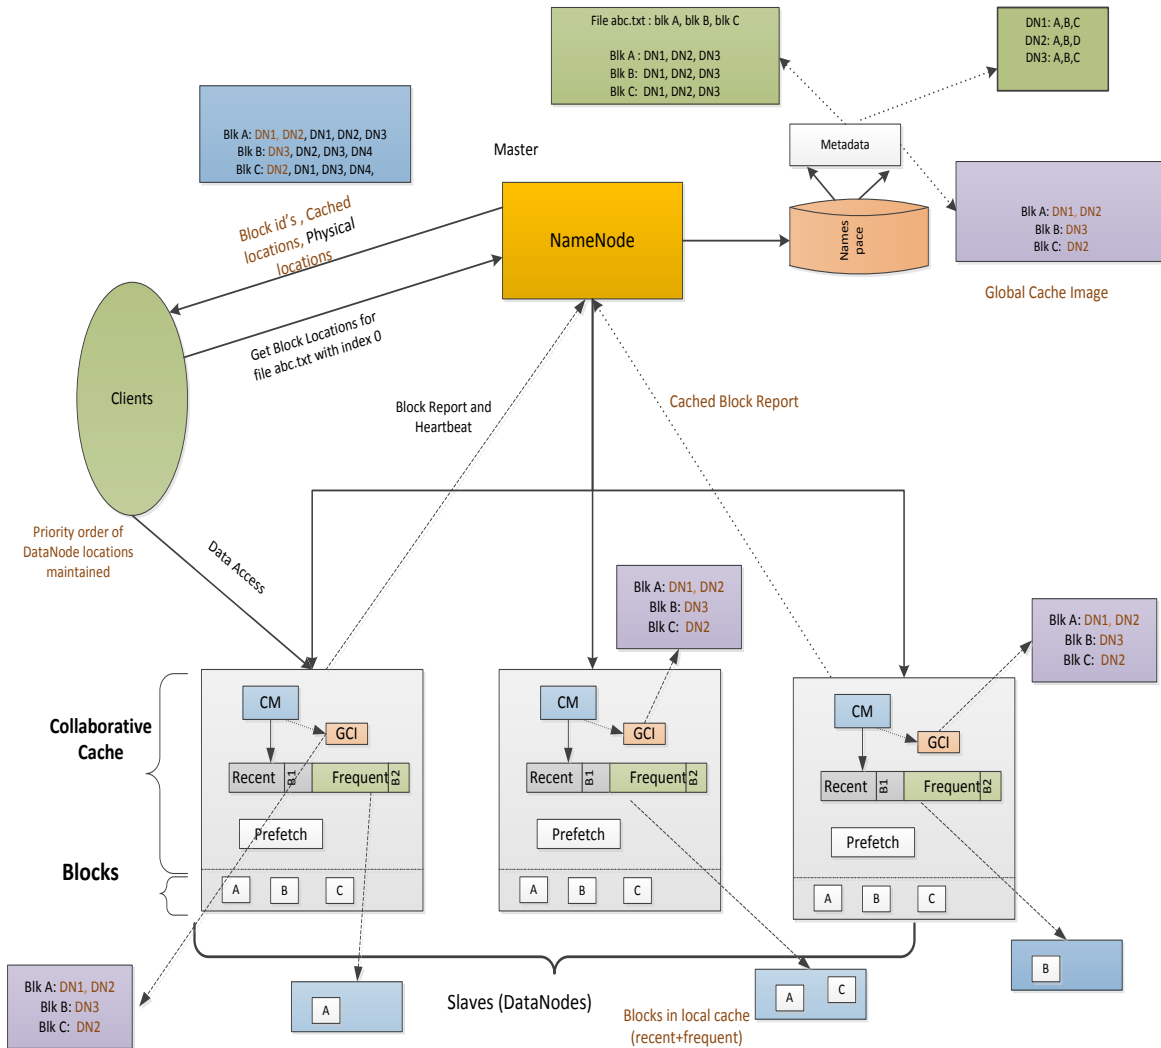 File abc.txt : blk A, blk B, blk C
Blk A : DN1, DN2, DN3
Blk B: DN1, DN2, DN3
Blk C: DN1, DN2, DN3
DN1: A,B,C
DN2: A,B,D
DN3: A,B,C
Blk A: DN1, DN2, DN1, DN2, DN3
Blk B: DN3, DN2, DN3, DN4
Blk C: DN2, DN1, DN3, DN4,
Master
Metadata
NameNode
Names
pace
Blk A: DN1, DN2
Blk B: DN3
Blk C: DN2
Global Cache Image
Block id's , Cached
locations, Physical
locations
Get Block Locations for
file abc.txt with index 0
Clients
Block Report and
Heartbeat
Cached Block Report
Priority order of
DataNode locations
maintained
Data Access
Blk A: DN1, DN2
Blk B: DN3
Blk C: DN2
Blk A: DN1, DN2
Blk B: DN3
Blk C: DN2
Collaborative
Cache
CM
GCI
Recent
B1
Frequent
B2
Prefetch
CM
GCI
Recent
B1
Frequent
B2
Prefetch
CM
GCI
Recent
B1
Frequent
B2
Prefetch
Blocks
A
B
C
A
B
C
A
B
C
Blk A: DN1, DN2
Blk B: DN3
Blk C: DN2
A
Slaves (DataNodes)
Blocks in local cache
(recent+frequent)
A
C
B